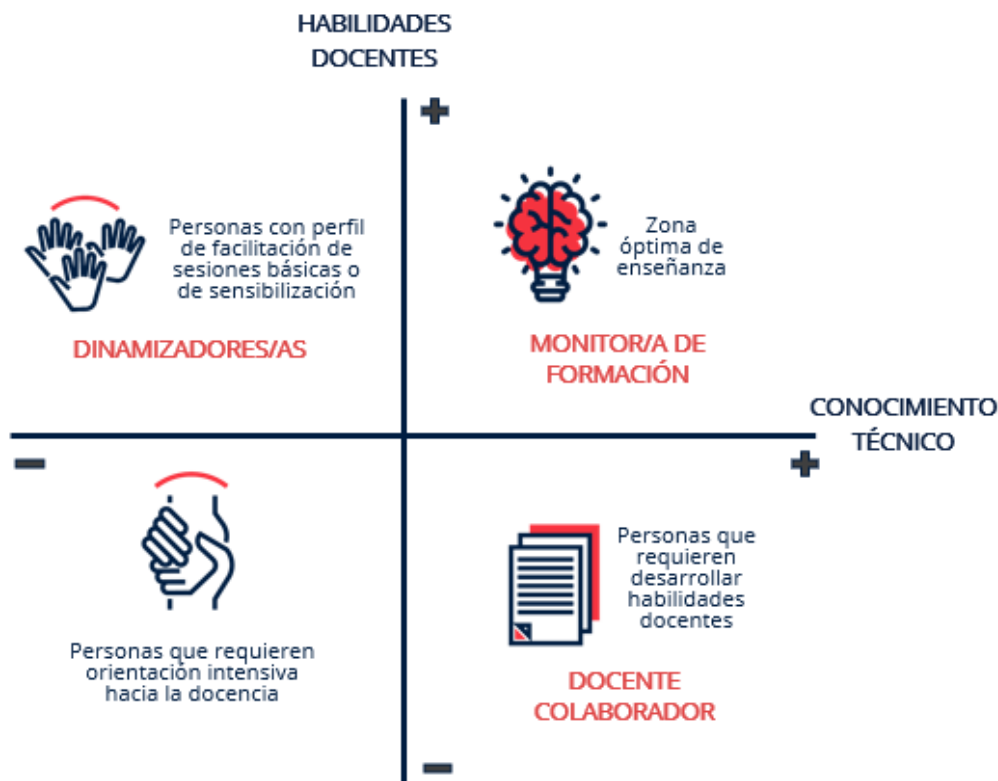 HABILIDADES
DOCENTES
Personas con perfil
de facilitación de
sesiones básicas o
de sensibilización
DINAMIZADORES/AS
Zona
óptima de
enseñanza
MONITOR/A DE
FORMACIÓN
CONOCIMIENTO
TÉCNICO
Personas que requieren
orientación intensiva
hacia la docencia
Personas que
requieren
desarrollar
habilidades
docentes
DOCENTE
COLABORADOR